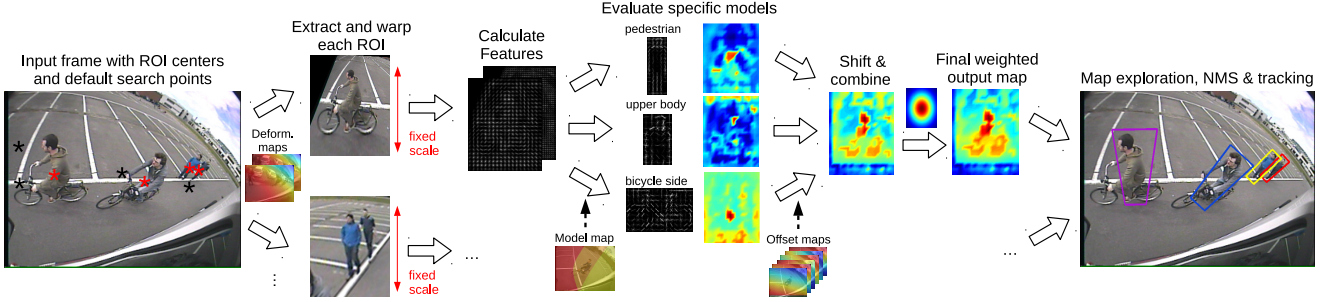 Input frame with ROI centers
and default search points
Deform.
maps
Extract and warp
each ROI
fixed
scale
fixed
scale
...
Calculate
Features
...
Evaluate specific models
pedestrian
upper body
bicycle side
Model map
Shift &
combine
Offset maps
Final weighted
output map
...
Map exploration, NMS & tracking